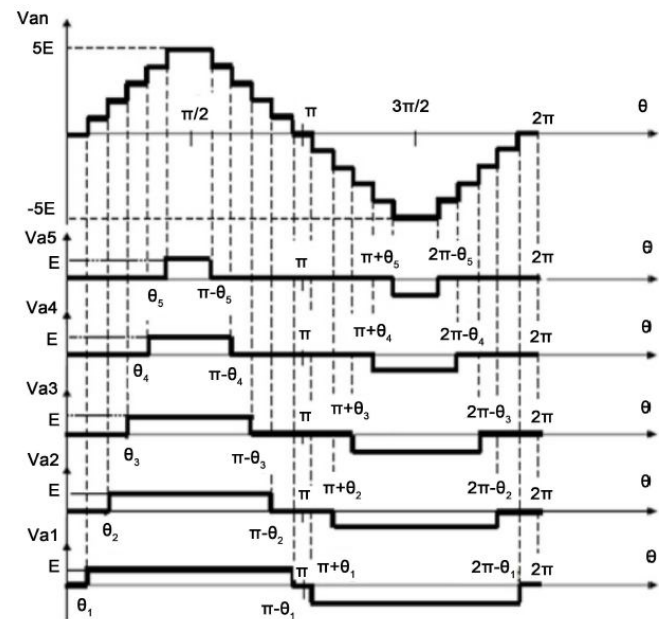 Van
5E
π/2
π
3π/2
2π
θ
-5E
Va5
E
θ5
π-θ5
π
π+θ5
2π-θ5
2π
θ
Va4
E
θ4
π-θ4
π
π+θ4
2π-θ4
2π
θ
Va3
E
θ3
π-θ3
π
π+θ3
2π-θ3
2π
θ
Va2
E
θ2
π-θ2
π
π+θ2
2π-θ2
2π
θ
Va1
E
θ1
π-θ1
π
π+θ1
2π-θ1
2π
θ